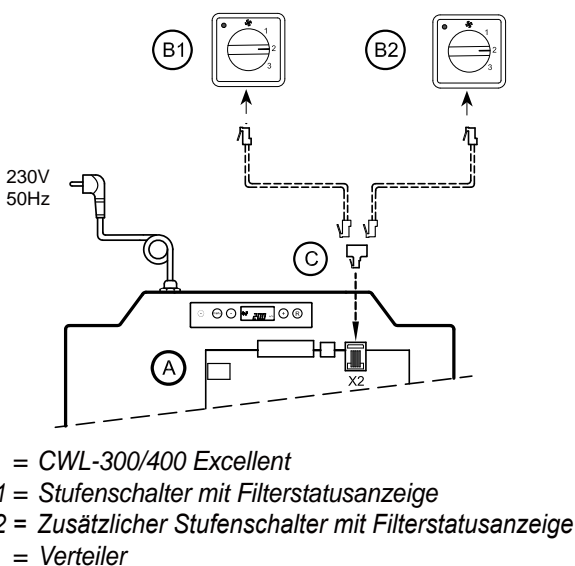 B1
1
2
3
B2
1
2
3
230V
50Hz
C
200
R
A
X2
= CWL-300/400 Excellent
1 = Stufenschalter mit Filterstatusanzeige
2 = Zusätzlicher Stufenschalter mit Filterstatusanzeige
= Verteiler